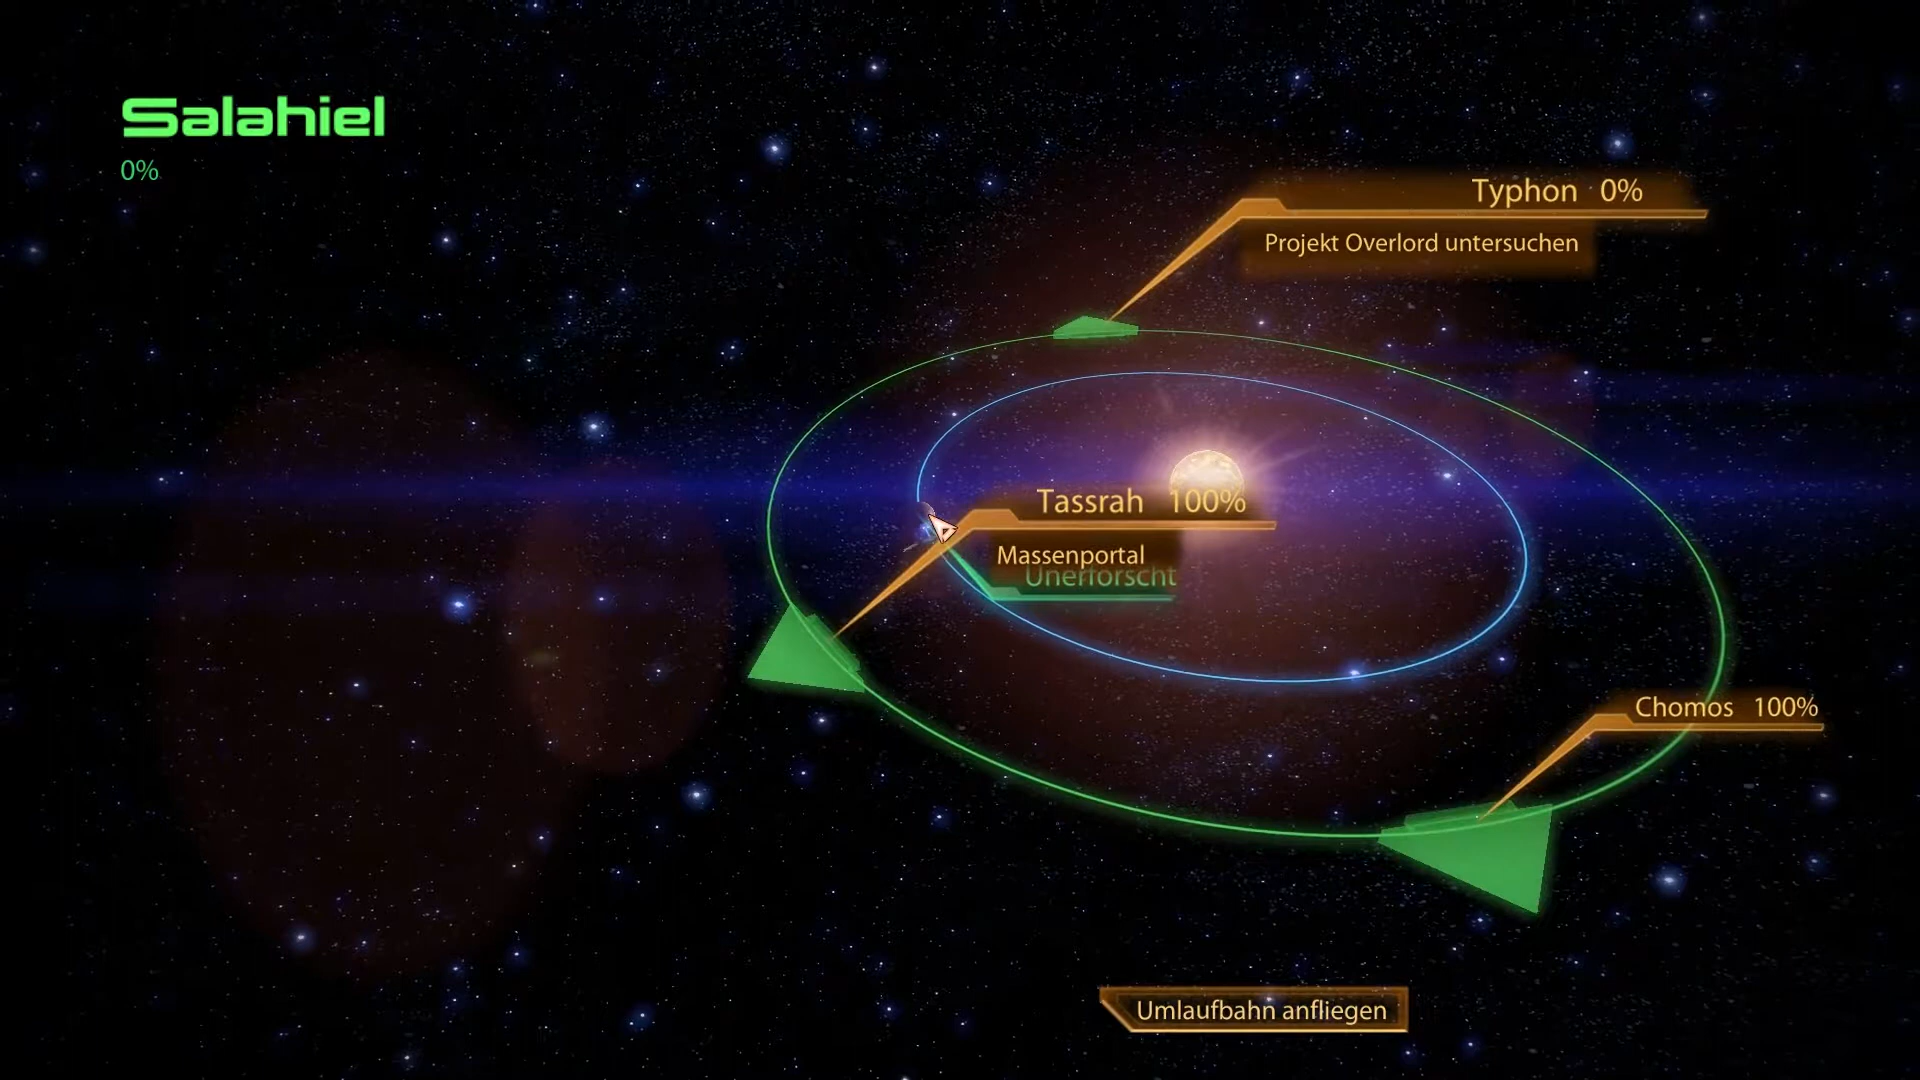 Salahiel
0%
Typhon 0%
Projekt Overlord untersuchen
Tassrah 100%
Massenportal
Unerforscht
Chomos 100%
Umlaufbahn anfliegen